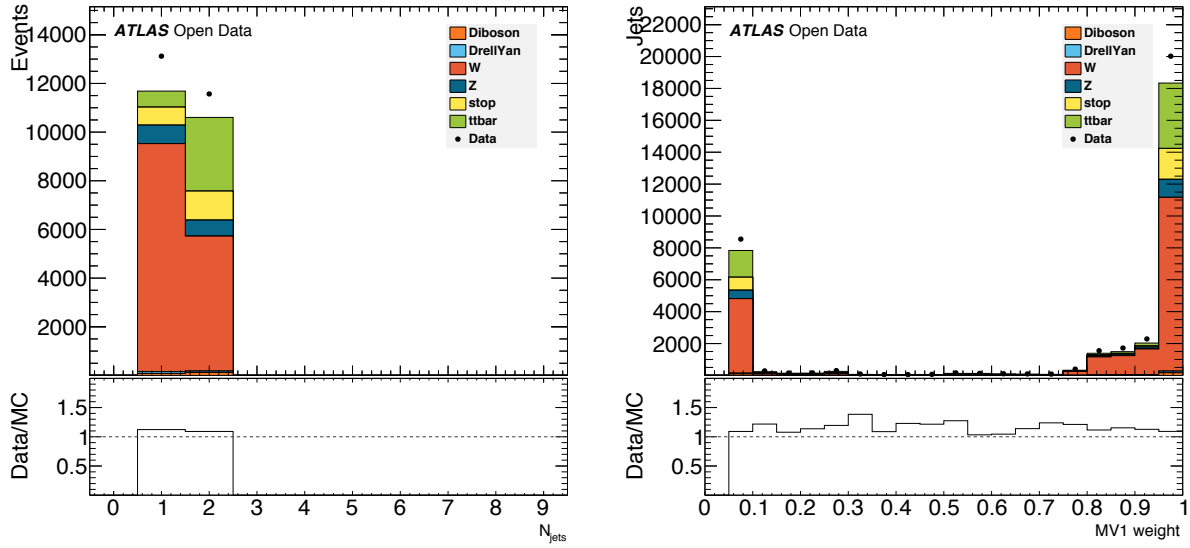 Events
14000
12000
10000
8000
6000
4000
2000
ATLAS Open Data
Diboson
DrellYan
W
Z
stop
ttbar
Data
Data/MC
1.5
1
0.5
0 1 2 3 4 5 6 7 8 9
N_jets
Jets
22000
20000
18000
16000
14000
12000
10000
8000
6000
4000
2000
ATLAS Open Data
Diboson
DrellYan
W
Z
stop
ttbar
Data
Data/MC
1.5
1
0.5
0 0.1 0.2 0.3 0.4 0.5 0.6 0.7 0.8 0.9 1
MV1 weight